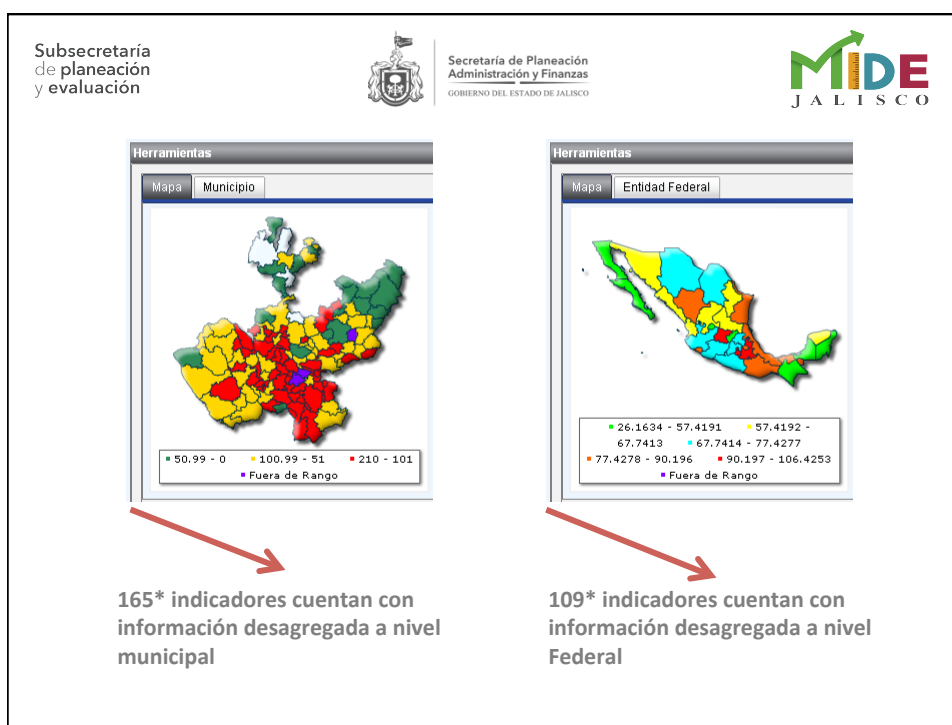 Subsecretaría
de planeación
y evaluación
Secretaría de Planeación
Administración y Finanzas
GOBIERNO DEL ESTADO DE JALISCO
MIDE
JALISCO
Herramientas
Mapa Municipio
50.99 - 0 100.99 - 51 210 - 101
Fuera de Rango
Herramientas
Mapa Entidad Federal
26.1634 - 57.4191 57.4192 -
67.7413 67.7414 - 77.4277
77.4278 - 90.196 90.197 - 106.4253
Fuera de Rango
165* indicadores cuentan con
información desagregada a nivel
municipal
109* indicadores cuentan con
información desagregada a nivel
Federal